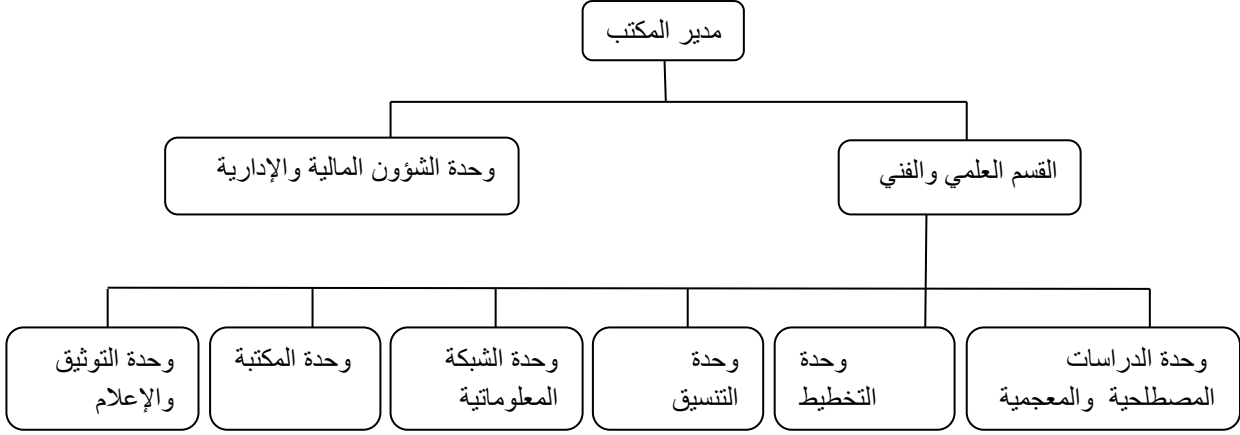 مدير المكتب
القسم العلمي والفني
وحدة الشؤون المالية والإدارية
وحدة الدراسات
المصطلحية والمعجمية
وحدة
التخطيط
وحدة
التنسيق
وحدة الشبكة
المعلوماتية
وحدة المكتبة
وحدة التوثيق
والإعلام